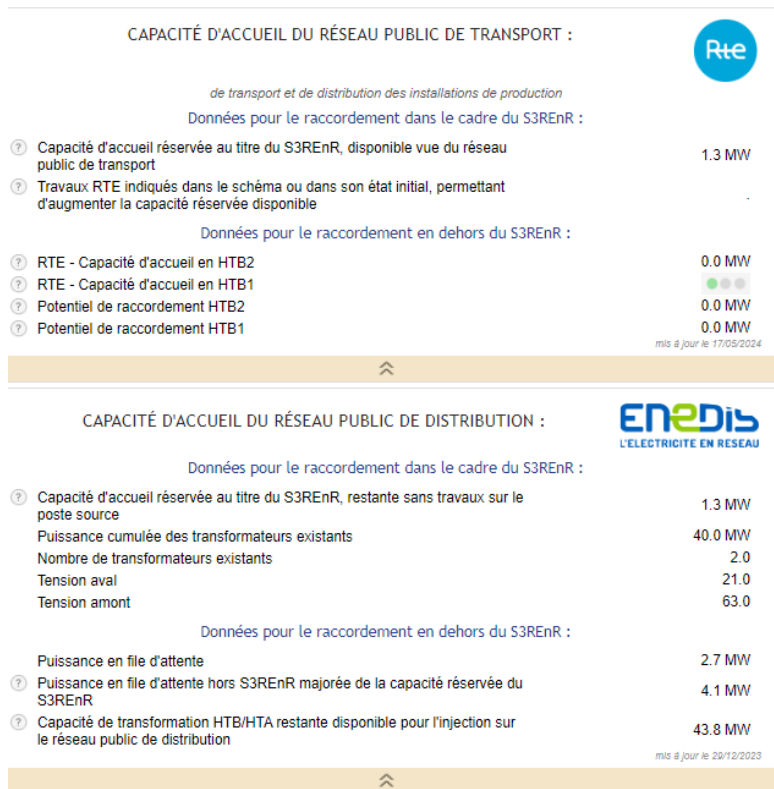 CAPACITÉ D'ACCUEIL DU RÉSEAU PUBLIC DE TRANSPORT :
Rte
de transport et de distribution des installations de production
Données pour le raccordement dans le cadre du S3REnR :
? Capacité d'accueil réservée au titre du S3REnR, disponible vue du réseau
public de transport
1.3 MW
? Travaux RTE indiqués dans le schéma ou dans son état initial, permettant
d'augmenter la capacité réservée disponible
.
Données pour le raccordement en dehors du S3REnR :
? RTE - Capacité d'accueil en HTB2 0.0 MW
? RTE - Capacité d'accueil en HTB1
? Potentiel de raccordement HTB2 0.0 MW
? Potentiel de raccordement HTB1 0.0 MW
mis à jour le 17/05/2024
CAPACITÉ D'ACCUEIL DU RÉSEAU PUBLIC DE DISTRIBUTION :
ENEDIS
L'ELECTRICITE EN RESEAU
Données pour le raccordement dans le cadre du S3REnR :
? Capacité d'accueil réservée au titre du S3REnR, restante sans travaux sur le
poste source
1.3 MW
Puissance cumulée des transformateurs existants 40.0 MW
Nombre de transformateurs existants 2.0
Tension aval 21.0
Tension amont 63.0
Données pour le raccordement en dehors du S3REnR :
Puissance en file d'attente 2.7 MW
? Puissance en file d'attente hors S3REnR majorée de la capacité réservée du
S3REnR
4.1 MW
? Capacité de transformation HTB/HTA restante disponible pour l'injection sur
le réseau public de distribution
43.8 MW
mis à jour le 29/12/2023